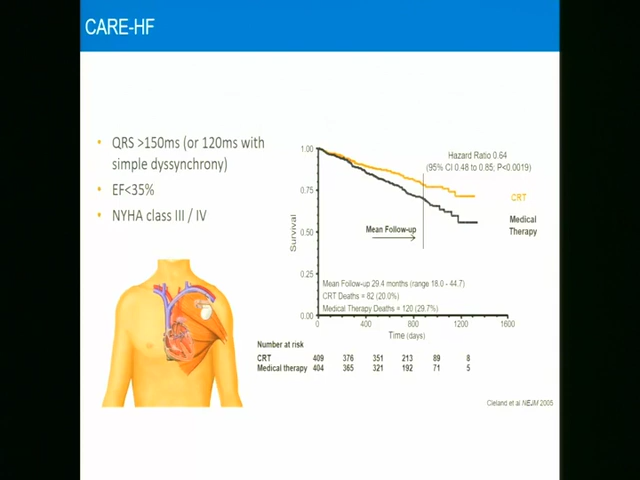 CARE-HF
• QRS >150ms (or 120ms with
simple dyssynchrony)
• EF<35%
• NYHA class III / IV
1.00
0.75
0.50
0.25
0.00
Survival
Hazard Ratio 0.64
(95% CI 0.48 to 0.85; P<0.0019)
CRT
Medical
Therapy
Mean Follow-up
Mean Follow-up 29.4 months (range 18.0 - 44.7)
CRT Deaths = 82 (20.0%)
Medical Therapy Deaths = 120 (29.7%)
0 400 800 1200 1600
Time (days)
Number at risk
CRT 409 376 351 213 89 8
Medical therapy 404 365 321 192 71 5
Cleland et al NEJM 2005